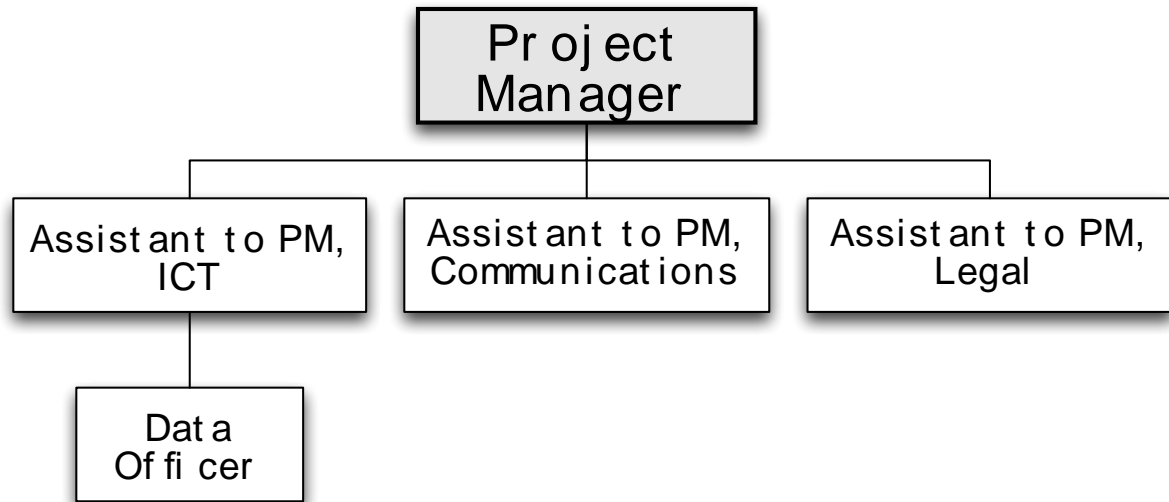 Project
Manager
Assistant to PM,
ICT
Assistant to PM,
Communications
Assistant to PM,
Legal
Data
Officer